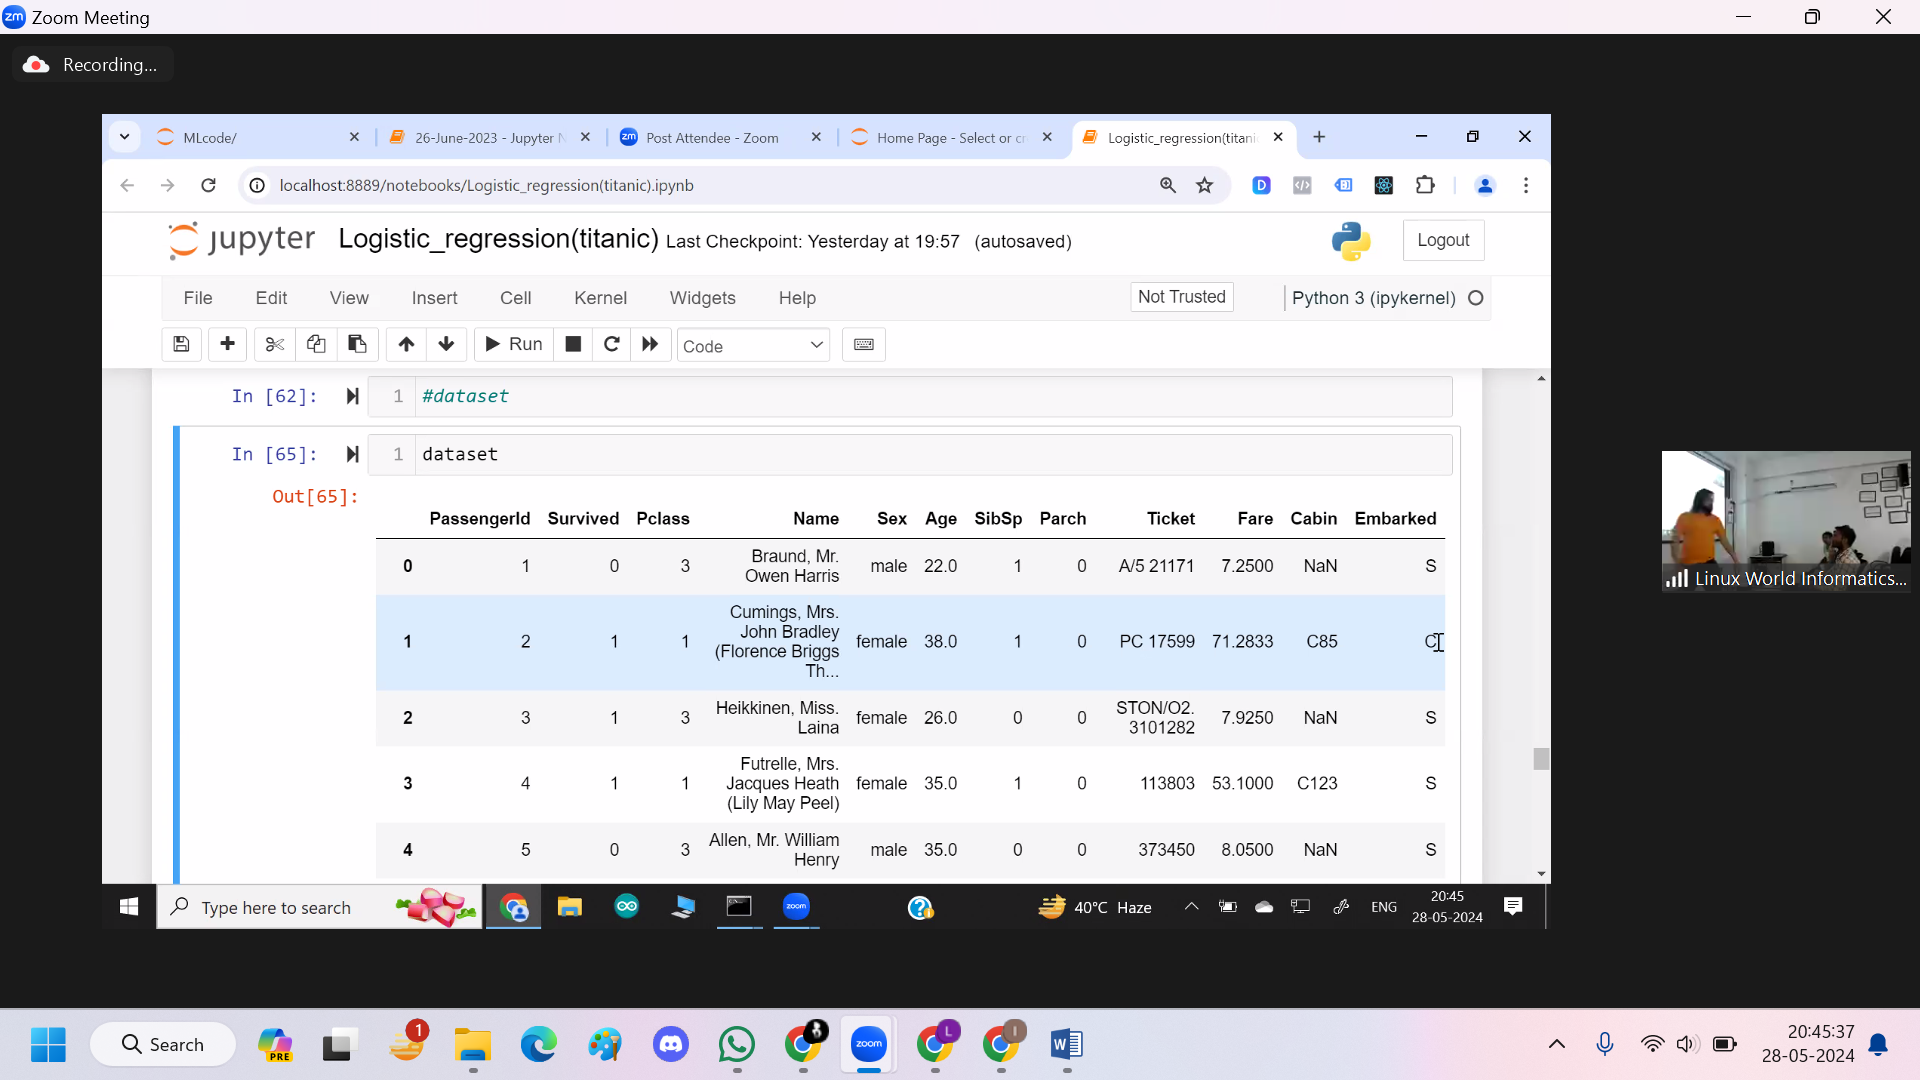 zm Zoom Meeting
Recording...
MLcode/
26-June-2023 - Jupyter N
zm Post Attendee - Zoom
Home Page - Select or cr
Logistic_regression(titani
localhost:8889/notebooks/Logistic_regression(titanic).ipynb
jupyter Logistic_regression(titanic) Last Checkpoint: Yesterday at 19:57 (autosaved)
Logout
File Edit View Insert Cell Kernel Widgets Help
Not Trusted
Python 3 (ipykernel)
Run
Code
In [62]: 1 #dataset
In [65]: 1 dataset
Out[65]:
PassengerId Survived Pclass Name Sex Age SibSp Parch Ticket Fare Cabin Embarked
0 1 0 3 Braund, Mr. Owen Harris male 22.0 1 0 A/5 21171 7.2500 NaN S
1 2 1 1 Cumings, Mrs. John Bradley (Florence Briggs Th... female 38.0 1 0 PC 17599 71.2833 C85 C
2 3 1 3 Heikkinen, Miss. Laina female 26.0 0 0 STON/O2. 3101282 7.9250 NaN S
3 4 1 1 Futrelle, Mrs. Jacques Heath (Lily May Peel) female 35.0 1 0 113803 53.1000 C123 S
4 5 0 3 Allen, Mr. William Henry male 35.0 0 0 373450 8.0500 NaN S
Linux World Informatics...
Type here to search
zoom
40°C Haze
ENG
20:45
28-05-2024
Search
PRE
1
zoom
L
I
20:45:37
28-05-2024